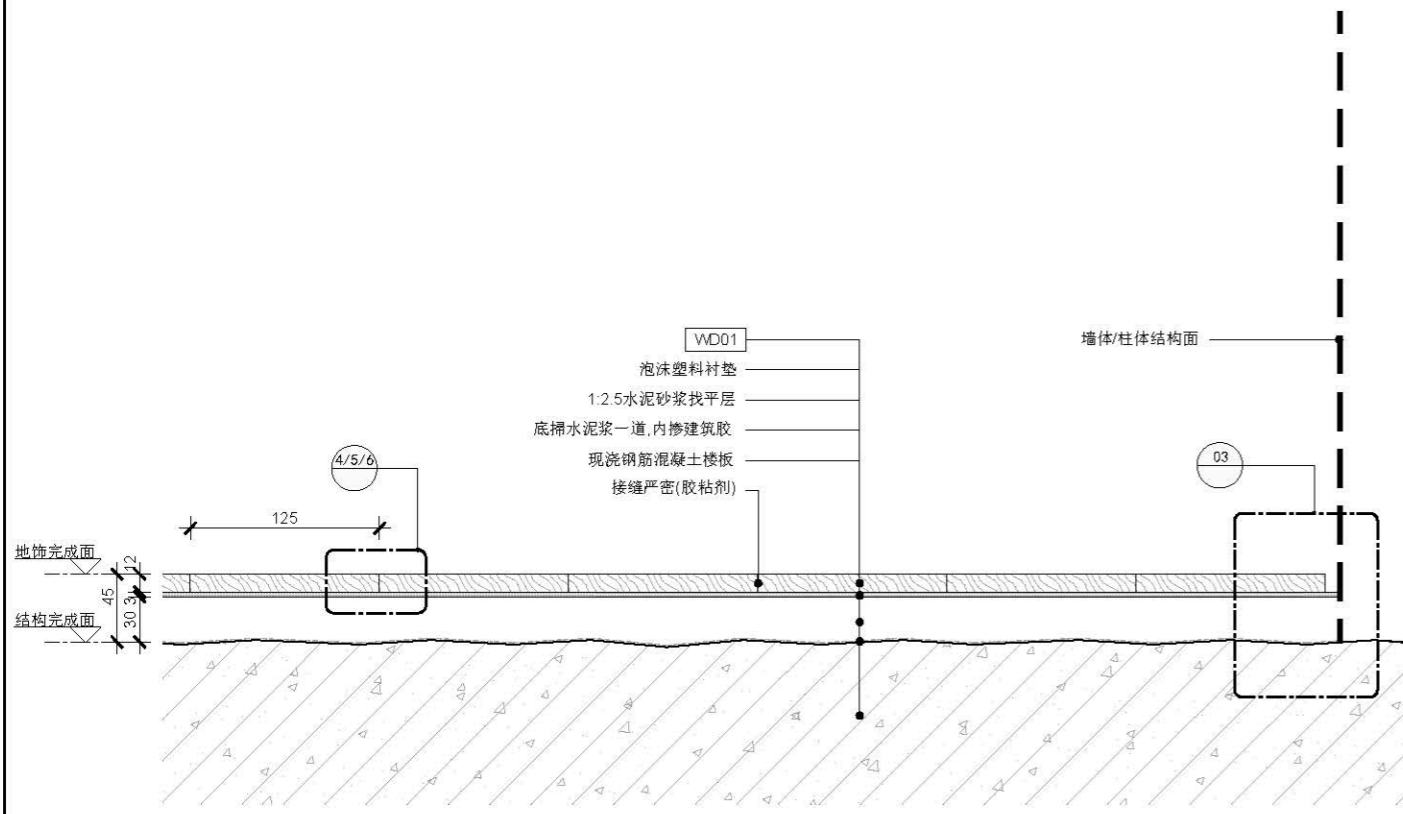 WD01
泡沫塑料衬垫
墙体/柱体结构面
1:2.5水泥砂浆找平层
底掃水泥浆一道,内掺建筑胶
现浇钢筋混凝土楼板
接缝严密(胶粘剂)
4/5/6
03
125
地饰完成面
12
45
3
30
结构完成面